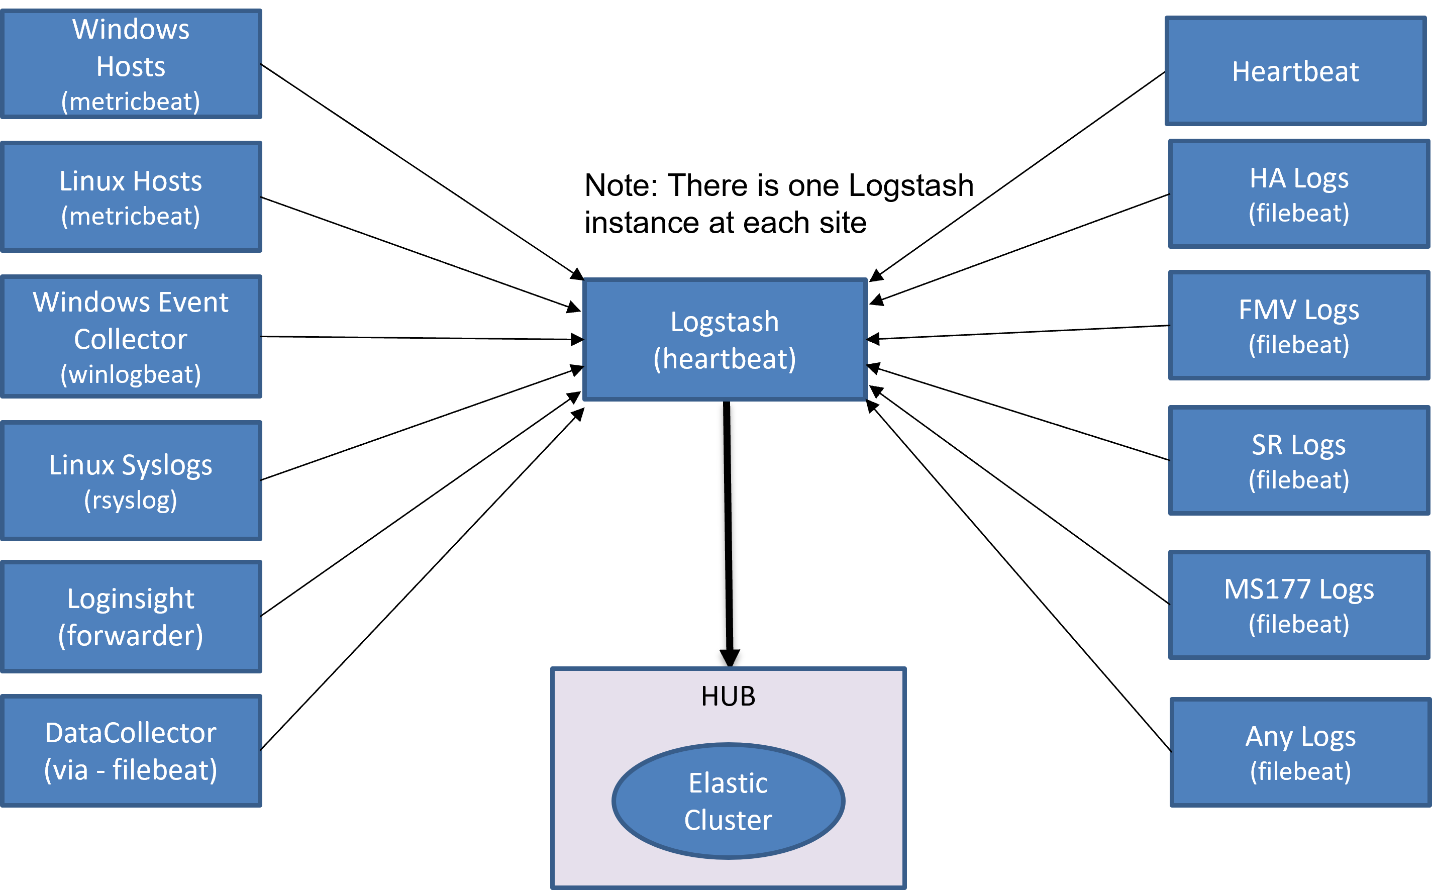 Windows
Hosts
(metricbeat)
Linux Hosts
(metricbeat)
Windows Event
Collector
(winlogbeat)
Linux Syslogs
(rsyslog)
Loginsight
(forwarder)
DataCollector
(via - filebeat)
Note: There is one Logstash
instance at each site
Logstash
(heartbeat)
HUB
Elastic
Cluster
Heartbeat
HA Logs
(filebeat)
FMV Logs
(filebeat)
SR Logs
(filebeat)
MS177 Logs
(filebeat)
Any Logs
(filebeat)